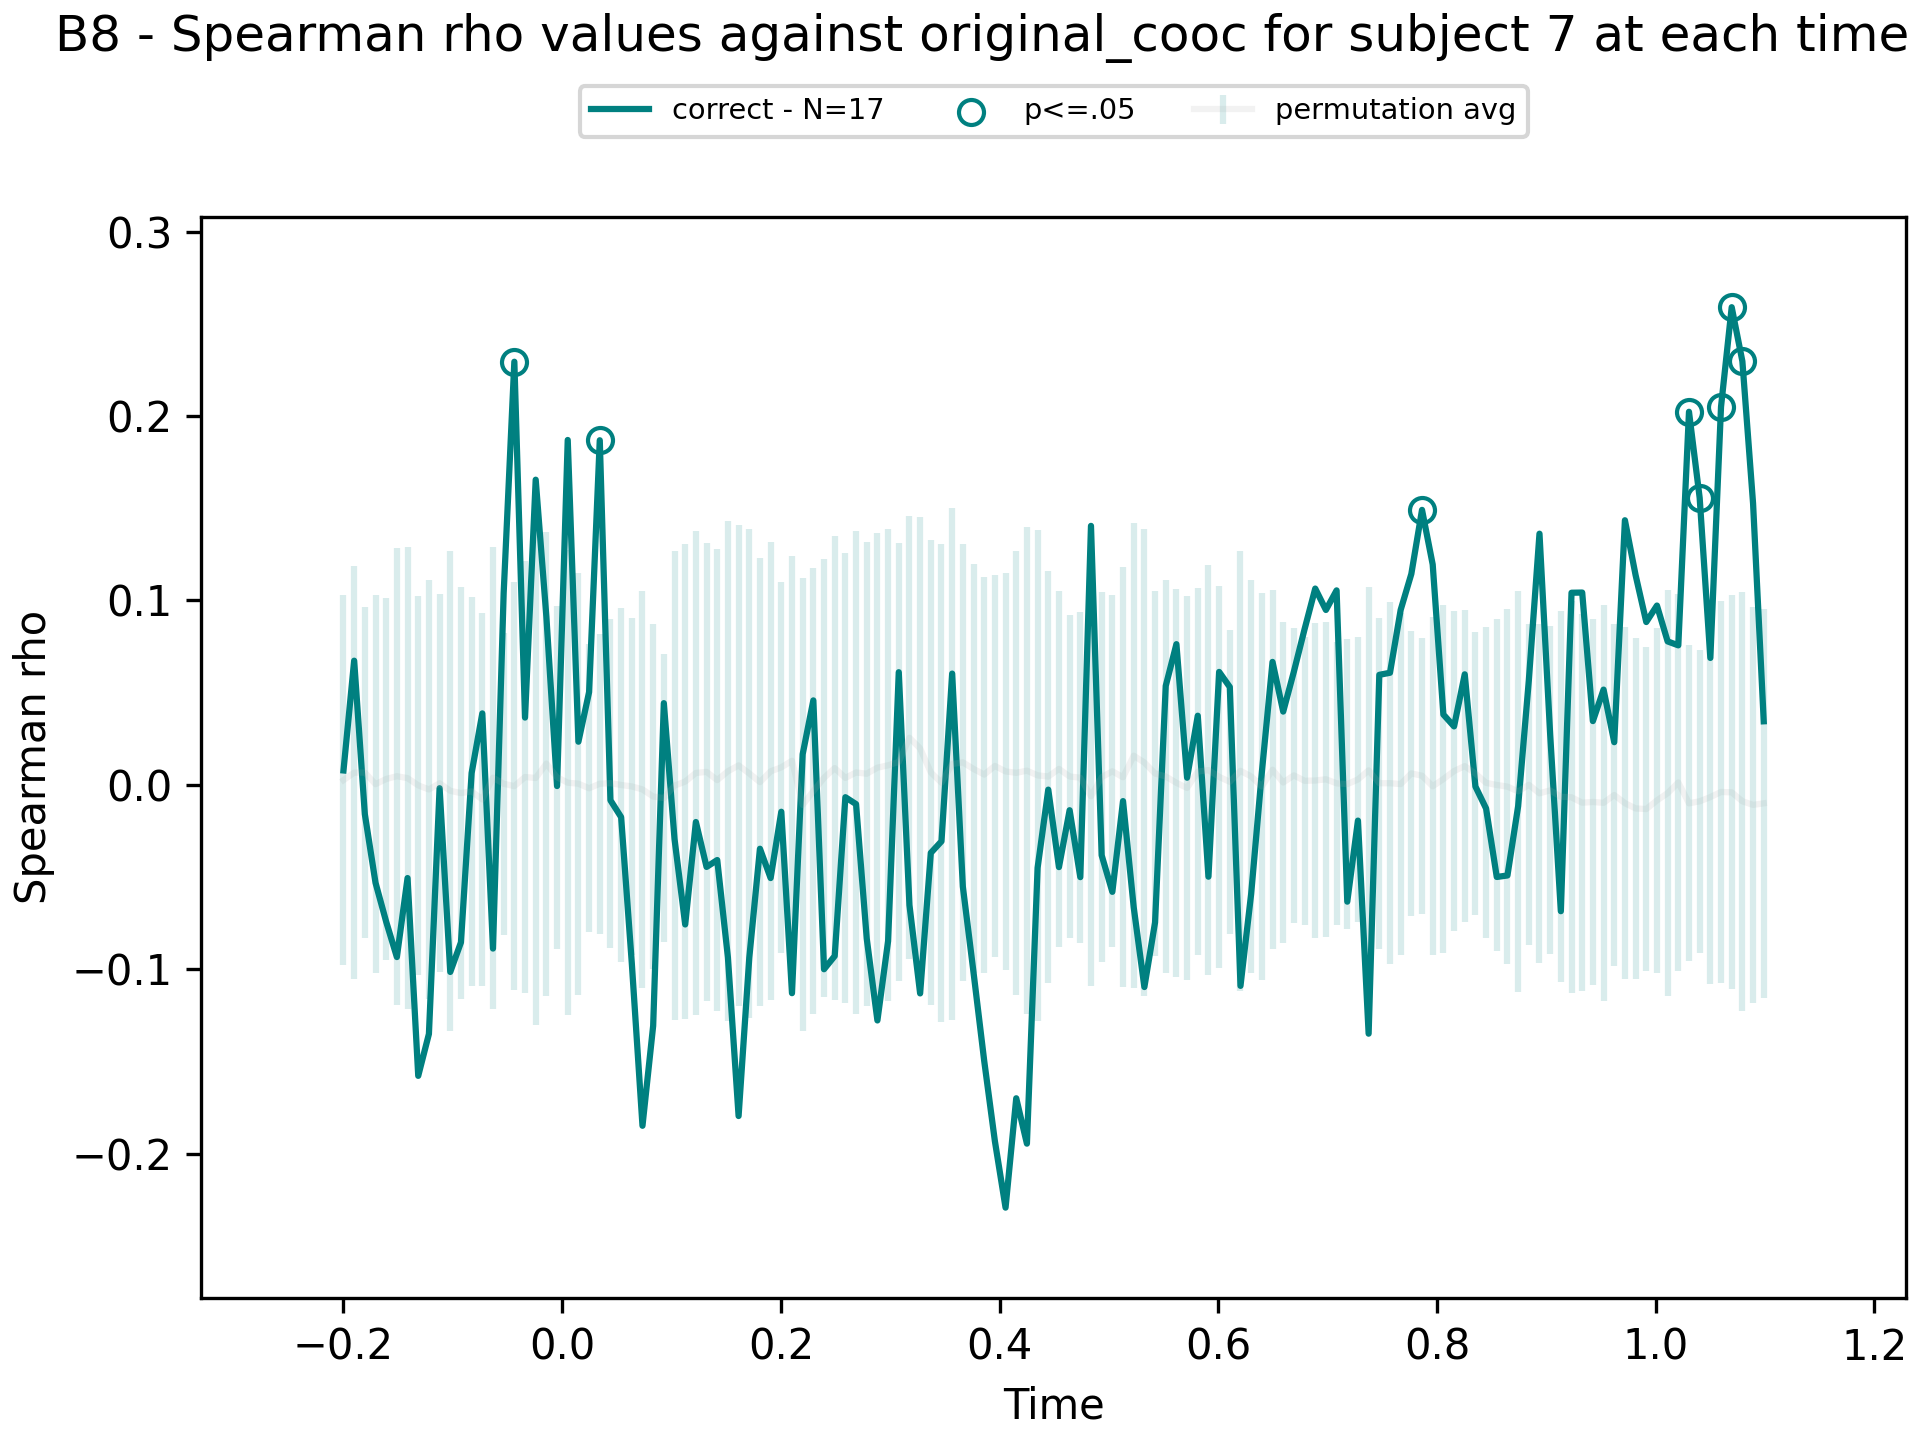 B8 - Spearman rho values against original_cooc for subject 7 at each time
correct - N=17 p<=.05 permutation avg
0.3
0.2
0.1
0.0
−0.1
−0.2
Spearman rho
−0.2 0.0 0.2 0.4 0.6 0.8 1.0 1.2
Time